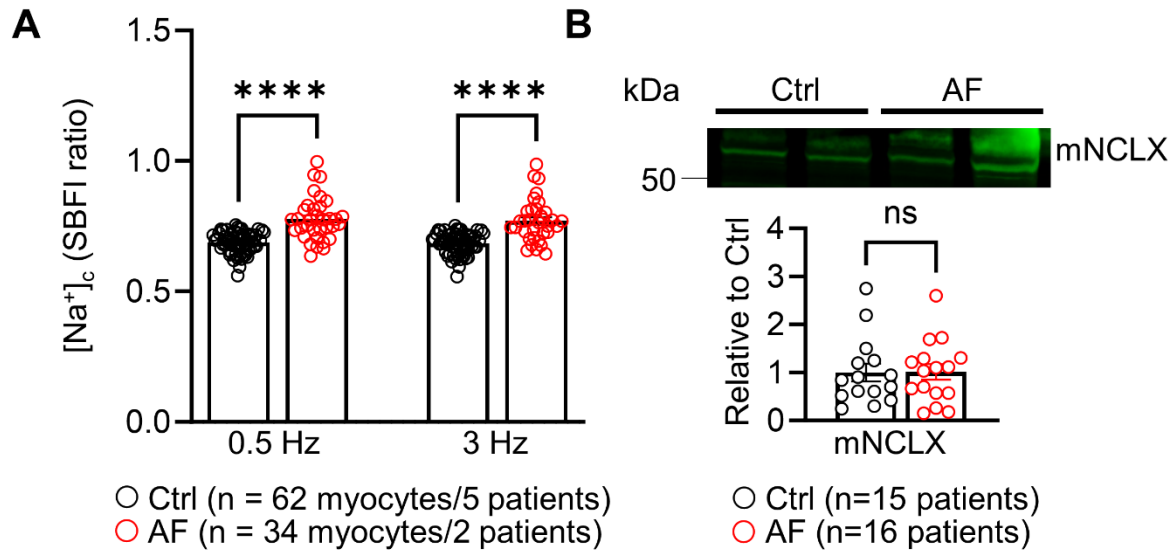 A
[Na⁺]c (SBFI ratio)
1.5
1.0
0.5
0.0
****
****
0.5 Hz
3 Hz
Ctrl (n = 62 myocytes/5 patients)
AF (n = 34 myocytes/2 patients)
B
kDa
Ctrl
AF
mNCLX
50
ns
Relative to Ctrl
4
3
2
1
0
mNCLX
Ctrl (n=15 patients)
AF (n=16 patients)